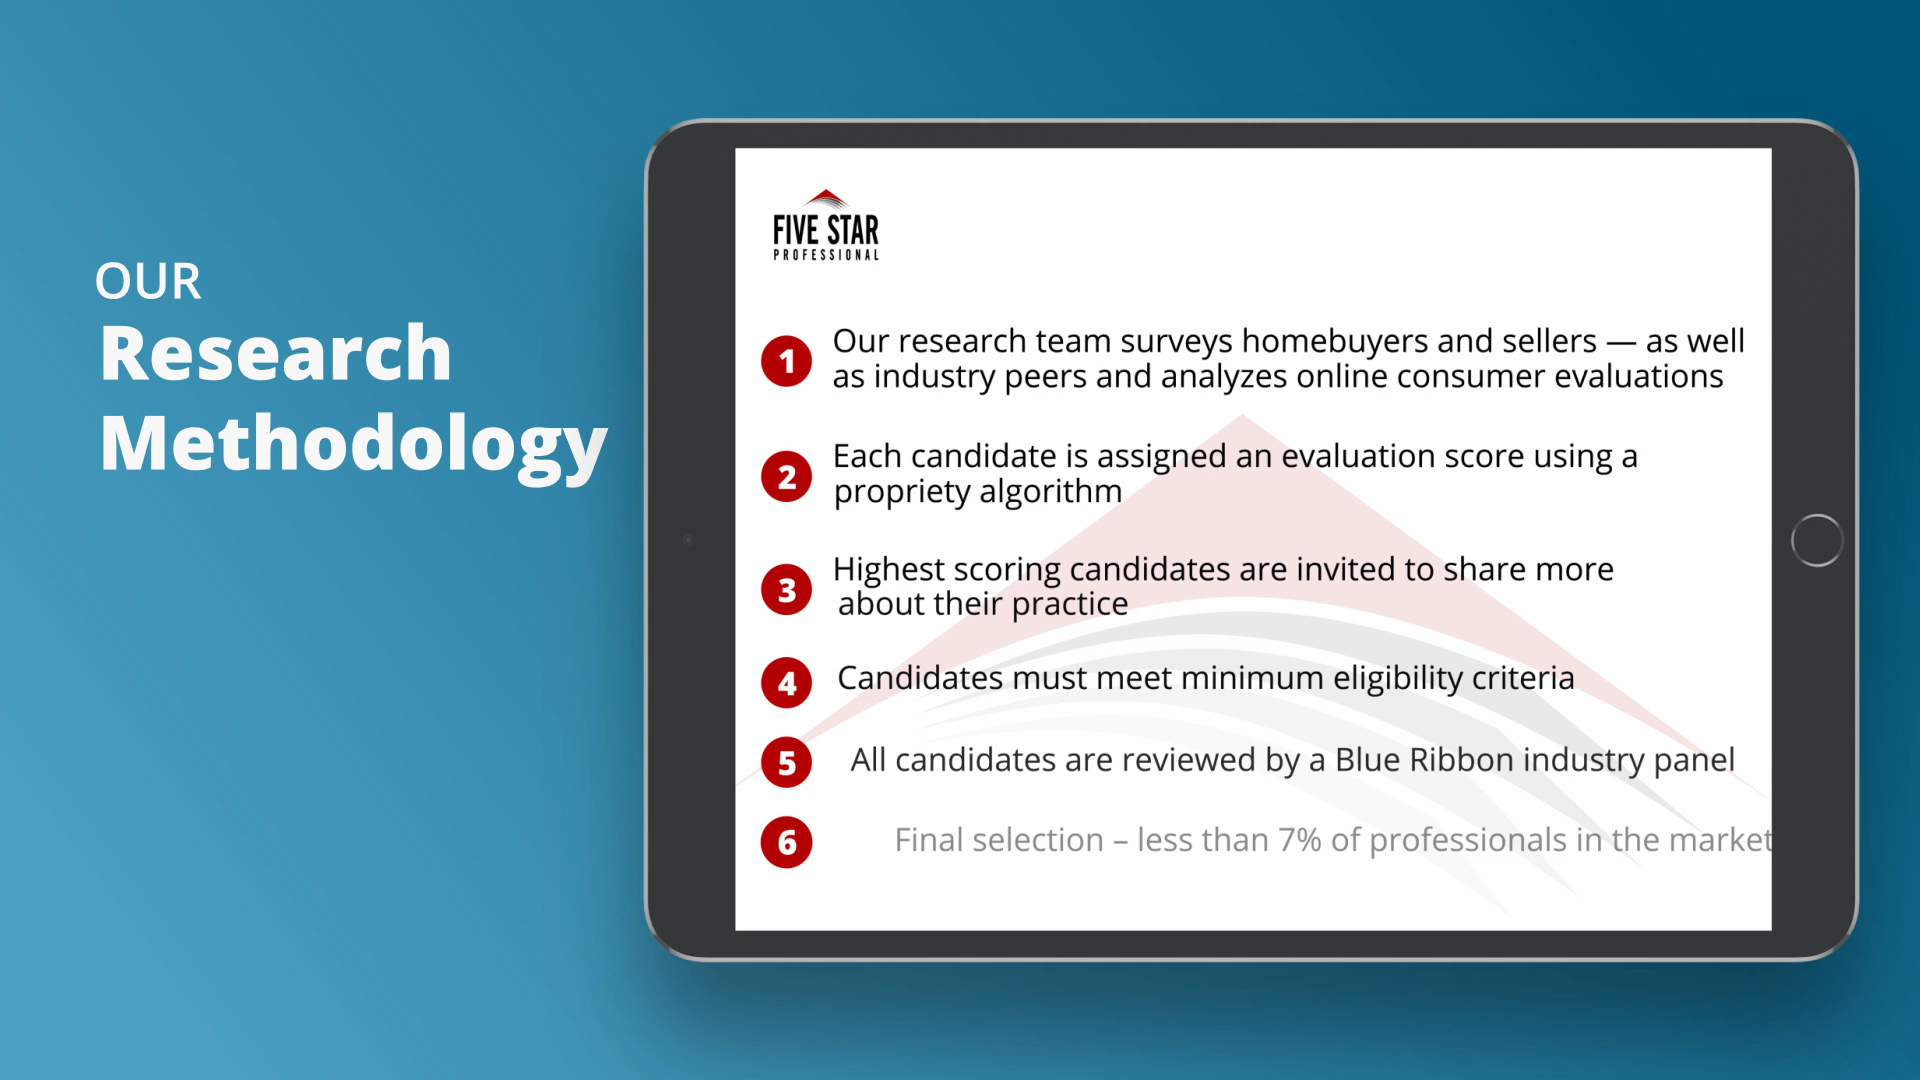 OUR
Research
Methodology
FIVE STAR
PROFESSIONAL
1 Our research team surveys homebuyers and sellers — as well
as industry peers and analyzes online consumer evaluations
2 Each candidate is assigned an evaluation score using a
propriety algorithm
3 Highest scoring candidates are invited to share more
about their practice
4 Candidates must meet minimum eligibility criteria
5 All candidates are reviewed by a Blue Ribbon industry panel
6 Final selection – less than 7% of professionals in the market